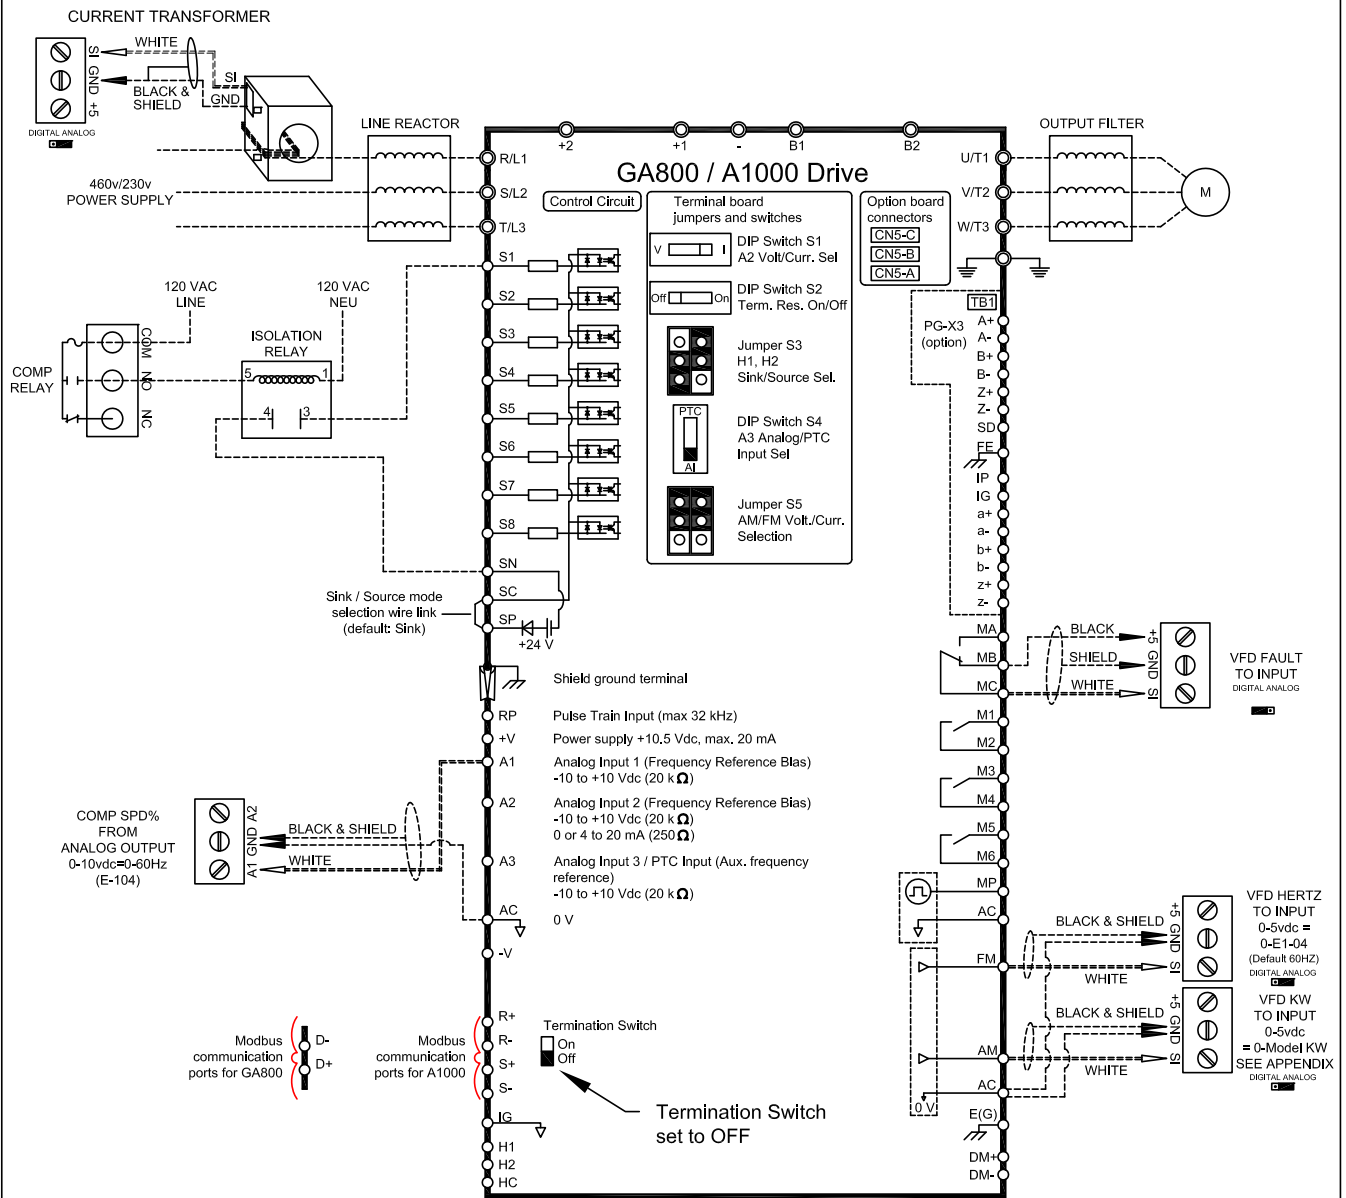 CURRENT TRANSFORMER
WHITE
SI
GND
+5
BLACK &
SHIELD
SI
GND
DIGITAL ANALOG
LINE REACTOR
460v/230v
POWER SUPPLY
+2
+1
-
B1
B2
OUTPUT FILTER
R/L1
S/L2
T/L3
GA800 / A1000 Drive
U/T1
V/T2
W/T3
M
Control Circuit
Terminal board
jumpers and switches
V
I
DIP Switch S1
A2 Volt/Curr. Sel
Off
On
DIP Switch S2
Term. Res. On/Off
Jumper S3
H1, H2
Sink/Source Sel.
PTC
AI
DIP Switch S4
A3 Analog/PTC
Input Sel
Jumper S5
AM/FM Volt./Curr.
Selection
Option board
connectors
CN5-C
CN5-B
CN5-A
S1
S2
S3
S4
S5
S6
S7
S8
SN
SC
SP
+24 V
120 VAC
LINE
120 VAC
NEU
COMP
RELAY
COM
NO
NC
ISOLATION
RELAY
5
1
4
3
Sink / Source mode
selection wire link
(default: Sink)
TB1
PG-X3
(option)
A+
A-
B+
B-
Z+
Z-
SD
FE
IP
IG
a+
a-
b+
b-
z+
z-
MA
MB
MC
BLACK
SHIELD
WHITE
+5
GND
SI
VFD FAULT
TO INPUT
DIGITAL ANALOG
M1
M2
M3
M4
M5
M6
MP
AC
FM
AM
AC
0 V
E(G)
DM+
DM-
Shield ground terminal
RP
Pulse Train Input (max 32 kHz)
+V
Power supply +10.5 Vdc, max. 20 mA
A1
Analog Input 1 (Frequency Reference Bias)
-10 to +10 Vdc (20 k Ω)
A2
Analog Input 2 (Frequency Reference Bias)
-10 to +10 Vdc (20 k Ω)
0 or 4 to 20 mA (250 Ω)
A3
Analog Input 3 / PTC Input (Aux. frequency
reference)
-10 to +10 Vdc (20 k Ω)
AC
0 V
-V
COMP SPD%
FROM
ANALOG OUTPUT
0-10vdc=0-60Hz
(E-104)
A2
GND
A1
BLACK & SHIELD
WHITE
BLACK & SHIELD
WHITE
+5
GND
SI
VFD HERTZ
TO INPUT
0-5vdc =
0-E1-04
(Default 60HZ)
DIGITAL ANALOG
BLACK & SHIELD
WHITE
+5
GND
SI
VFD KW
TO INPUT
0-5vdc
= 0-Model KW
SEE APPENDIX
DIGITAL ANALOG
Modbus
communication
ports for GA800
D-
D+
Modbus
communication
ports for A1000
R+
R-
S+
S-
IG
H1
H2
HC
Termination Switch
On
Off
Termination Switch
set to OFF